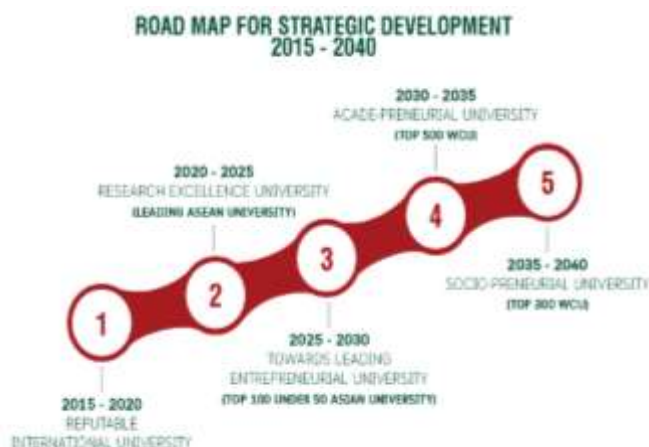 ROAD MAP FOR STRATEGIC DEVELOPMENT
2015 - 2040
1
2015 - 2020
REPUTABLE
INTERNATIONAL UNIVERSITY
2
2020 - 2025
RESEARCH EXCELLENCE UNIVERSITY
(LEADING ASEAN UNIVERSITY)
3
2025 - 2030
TOWARDS LEADING
ENTREPRENEURIAL UNIVERSITY
(TOP 100 UNDER 50 ASIAN UNIVERSITY)
4
2030 - 2035
ACADE-PRENEURIAL UNIVERSITY
(TOP 500 WCU)
5
2035 - 2040
SOCIO-PRENEURIAL UNIVERSITY
(TOP 300 WCU)